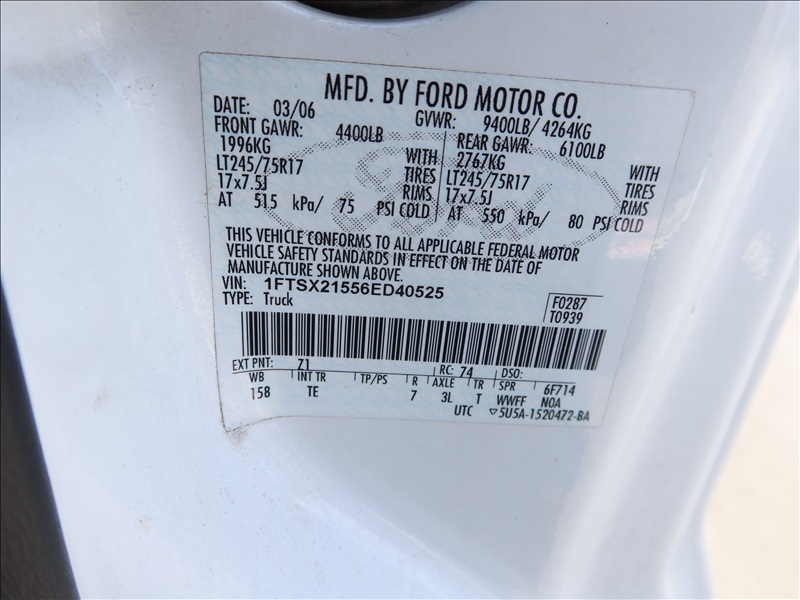 MFD. BY FORD MOTOR CO.
DATE: 03/06 GVWR: 9400LB/ 4264KG
FRONT GAWR: 4400LB REAR GAWR: 6100LB
1996KG WITH 2767KG WITH
LT245/75R17 TIRES LT245/75R17 TIRES
17x7.5J RIMS 17x7.5J RIMS
AT 515 kPa/ 75 PSI COLD AT 550 kPa/ 80 PSI COLD
THIS VEHICLE CONFORMS TO ALL APPLICABLE FEDERAL MOTOR
VEHICLE SAFETY STANDARDS IN EFFECT ON THE DATE OF
MANUFACTURE SHOWN ABOVE.
VIN: 1FTSX21556ED40525
TYPE: Truck F0287
T0939
EXT PNT: Z1 RC: 74 DSO:
WB INT TR TP/PS R AXLE TR SPR 6F714
158 TE 7 3L T WWFF NOA
UTC 5U5A-1520472-BA
Ford